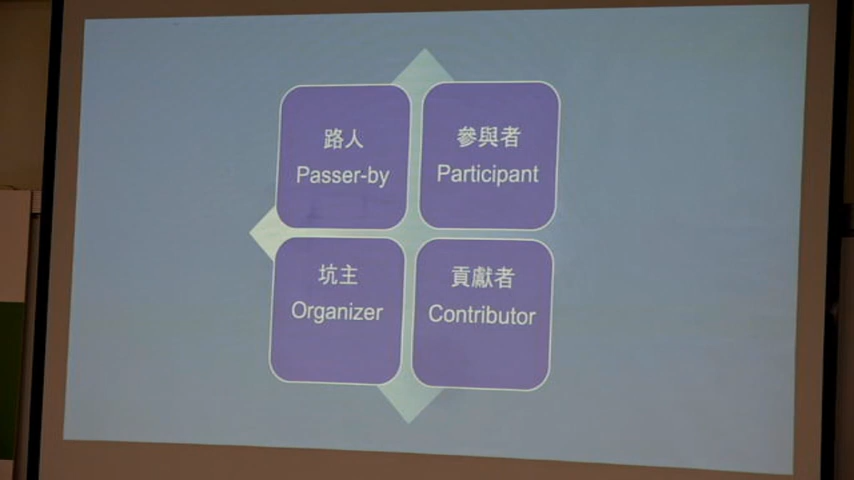 路人
Passer-by
參與者
Participant
坑主
Organizer
貢獻者
Contributor